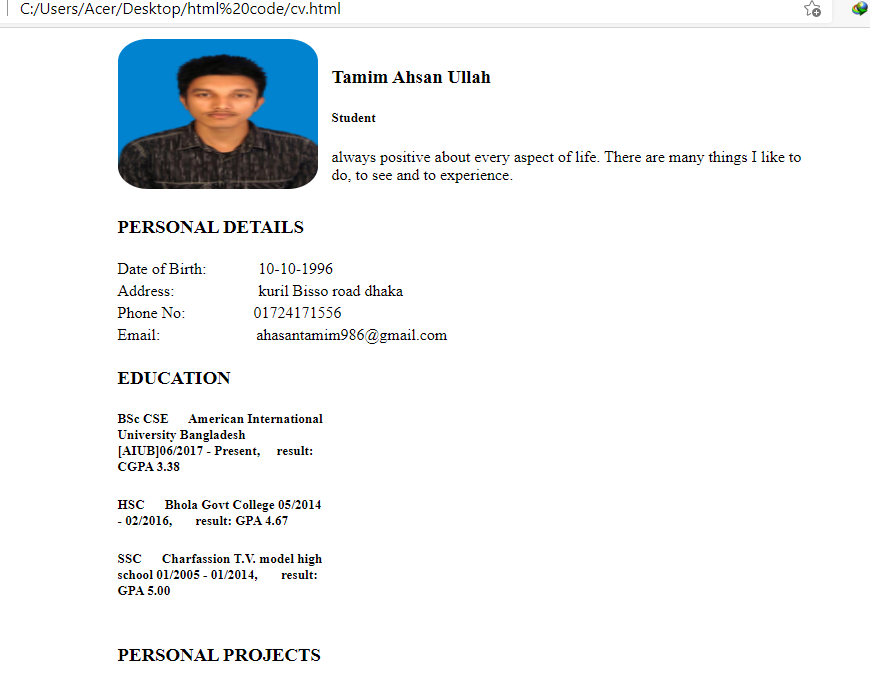 C:/Users/Acer/Desktop/html%20code/cv.html
Tamim Ahsan Ullah
Student
always positive about every aspect of life. There are many things I like to
do, to see and to experience.
PERSONAL DETAILS
Date of Birth: 10-10-1996
Address: kuril Bisso road dhaka
Phone No: 01724171556
Email: ahasantamim986@gmail.com
EDUCATION
BSc CSE American International
University Bangladesh
[AIUB]06/2017 - Present, result:
CGPA 3.38
HSC Bhola Govt College 05/2014
- 02/2016, result: GPA 4.67
SSC Charfassion T.V. model high
school 01/2005 - 01/2014, result:
GPA 5.00
PERSONAL PROJECTS